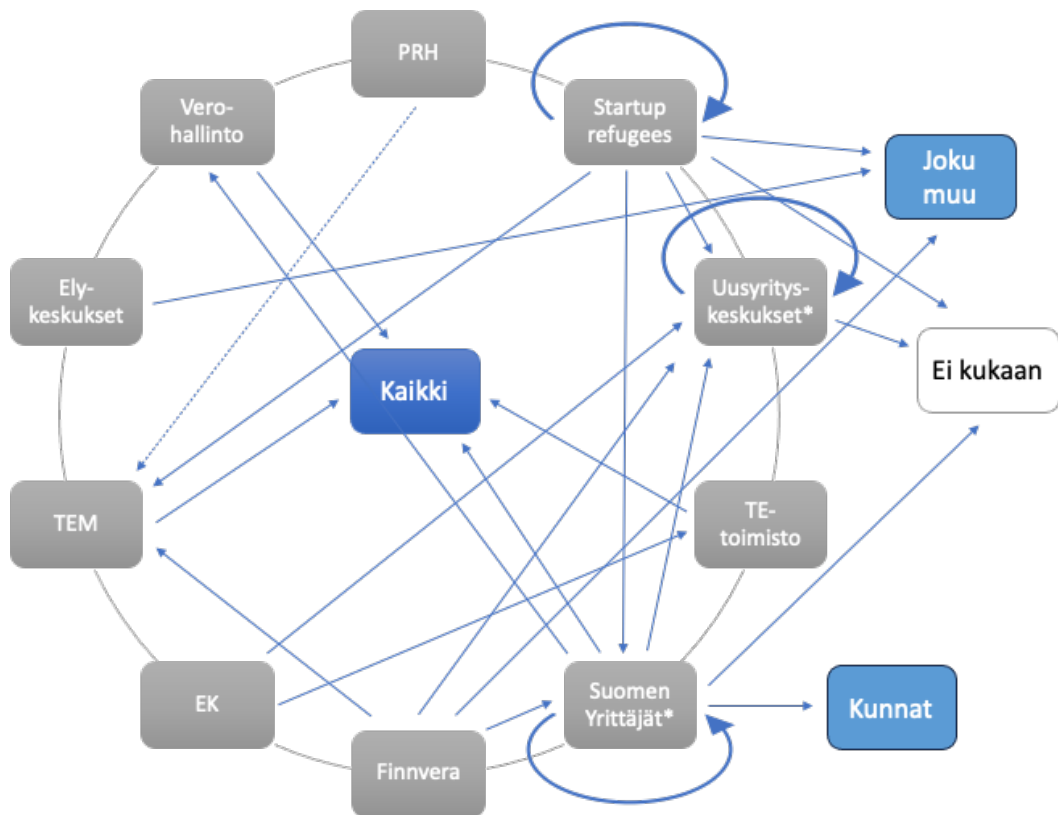 PRH
Vero-
hallinto
Startup
refugees
Joku
muu
Ely-
keskukset
Uusyritys-
keskukset*
Kaikki
Ei kukaan
TEM
TE-
toimisto
EK
Suomen
Yrittäjät*
Kunnat
Finnvera